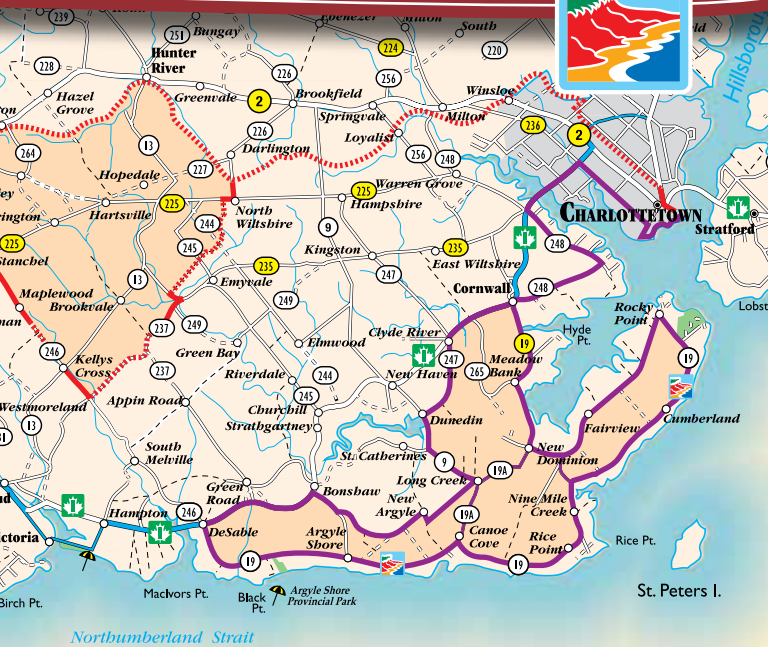 239
251
Bungay
Ebenezer
Milton
South
224
220
Hunter
River
228
226
256
Hazel
Grove
Greenvale
2
Brookfield
Springvale
Winsloe
Milton
236
2
Hillsborou
226
Loyalist
13
Darlington
264
227
256
248
Hopedale
225
Warren Grove
225
Hampshire
Hartsville
North
Wiltshire
CHARLOTTETOWN
Stratford
244
9
225
245
Kingston
235
East Wiltshire
248
Stanchel
235
Emyvale
247
13
248
Maplewood
Brookvale
249
Cornwall
Rocky
Point
Lobst
237
249
Clyde River
19
Hyde
Pt.
Elmwood
246
Green Bay
247
Meadow
Bank
19
Kellys
Cross
265
237
Riverdale
244
New Haven
Westmoreland
Appin Road
245
Churchill
Strathgartney
Dunedin
Fairview
Cumberland
13
South
Melville
St. Catherines
9
New
Dominion
Long Creek
19A
Green
Road
Bonshaw
New
Argyle
Nine Mile
Creek
Hampton
246
19A
DeSable
Argyle
Shore
Canoe
Cove
Rice
Point
Rice Pt.
19
19
St. Peters I.
Birch Pt.
MacIvors Pt.
Black
Pt.
Argyle Shore
Provincial Park
Northumberland Strait